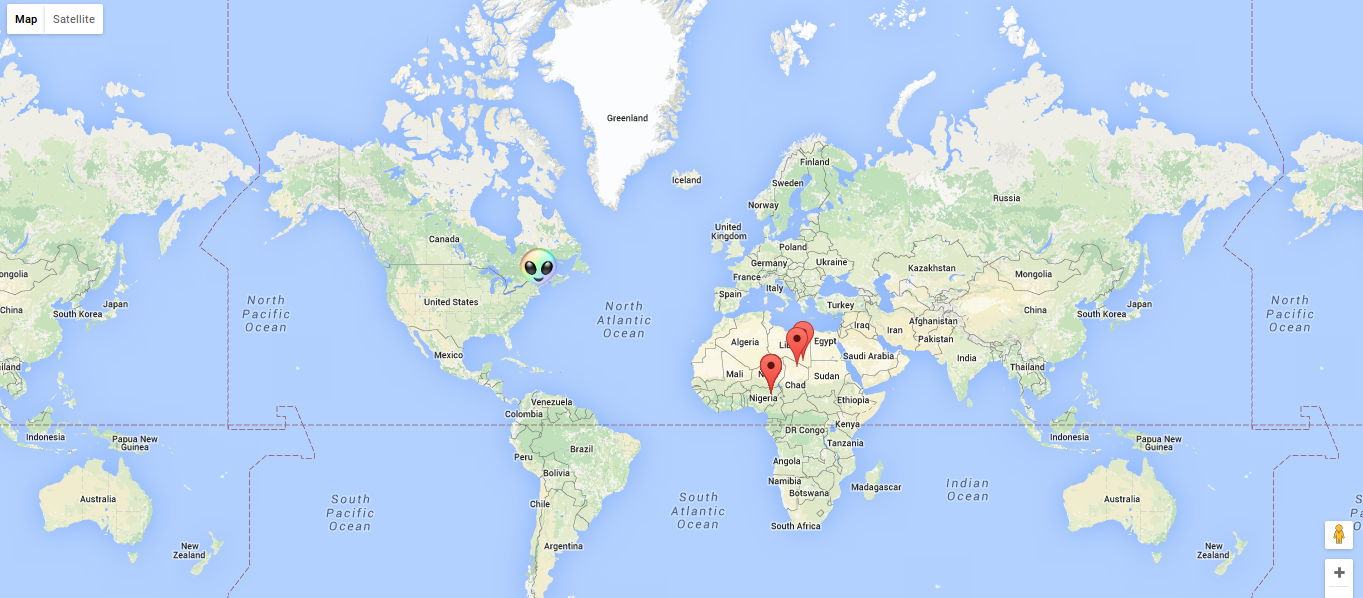 Map
Satellite
Greenland
Iceland
Finland
Sweden
Norway
Russia
United
Kingdom
Canada
Poland
Germany
Ukraine
France
Kazakhstan
Mongolia
ongolia
Italy
Spain
United States
North
Pacific
Ocean
North
Atlantic
Ocean
Turkey
China
China
Japan
South Korea
Japan
South Korea
North
Pacific
Ocean
Afghanistan
Iraq
Iran
Pakistan
Algeria
Egypt
Saudi Arabia
India
Mexico
Thailand
iland
Mali
Chad
Sudan
Nigeria
Ethiopia
Venezuela
Colombia
Kenya
DR Congo
Indonesia
Papua New
Guinea
Indonesia
Papua New
Guinea
Tanzania
Brazil
Peru
Bolivia
Angola
Namibia
Botswana
Madagascar
Indian
Ocean
Australia
Australia
South
Pacific
Ocean
South
Atlantic
Ocean
Chile
South Africa
Argentina
New
Zealand
New
Zealand
+